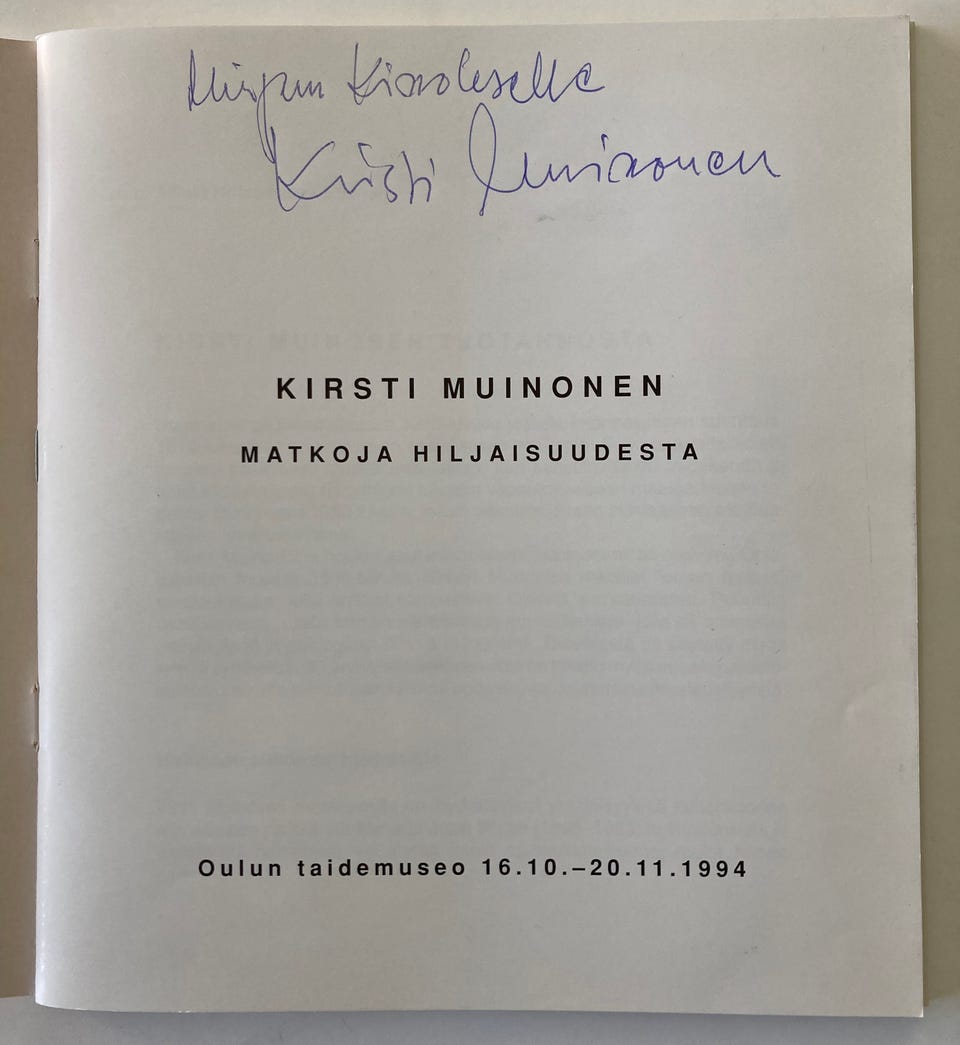 Kirsti Muinonen
KIRSTI MUINONEN
MATKOJA HILJAISUUDESTA
Oulun taidemuseo 16.10.–20.11.1994